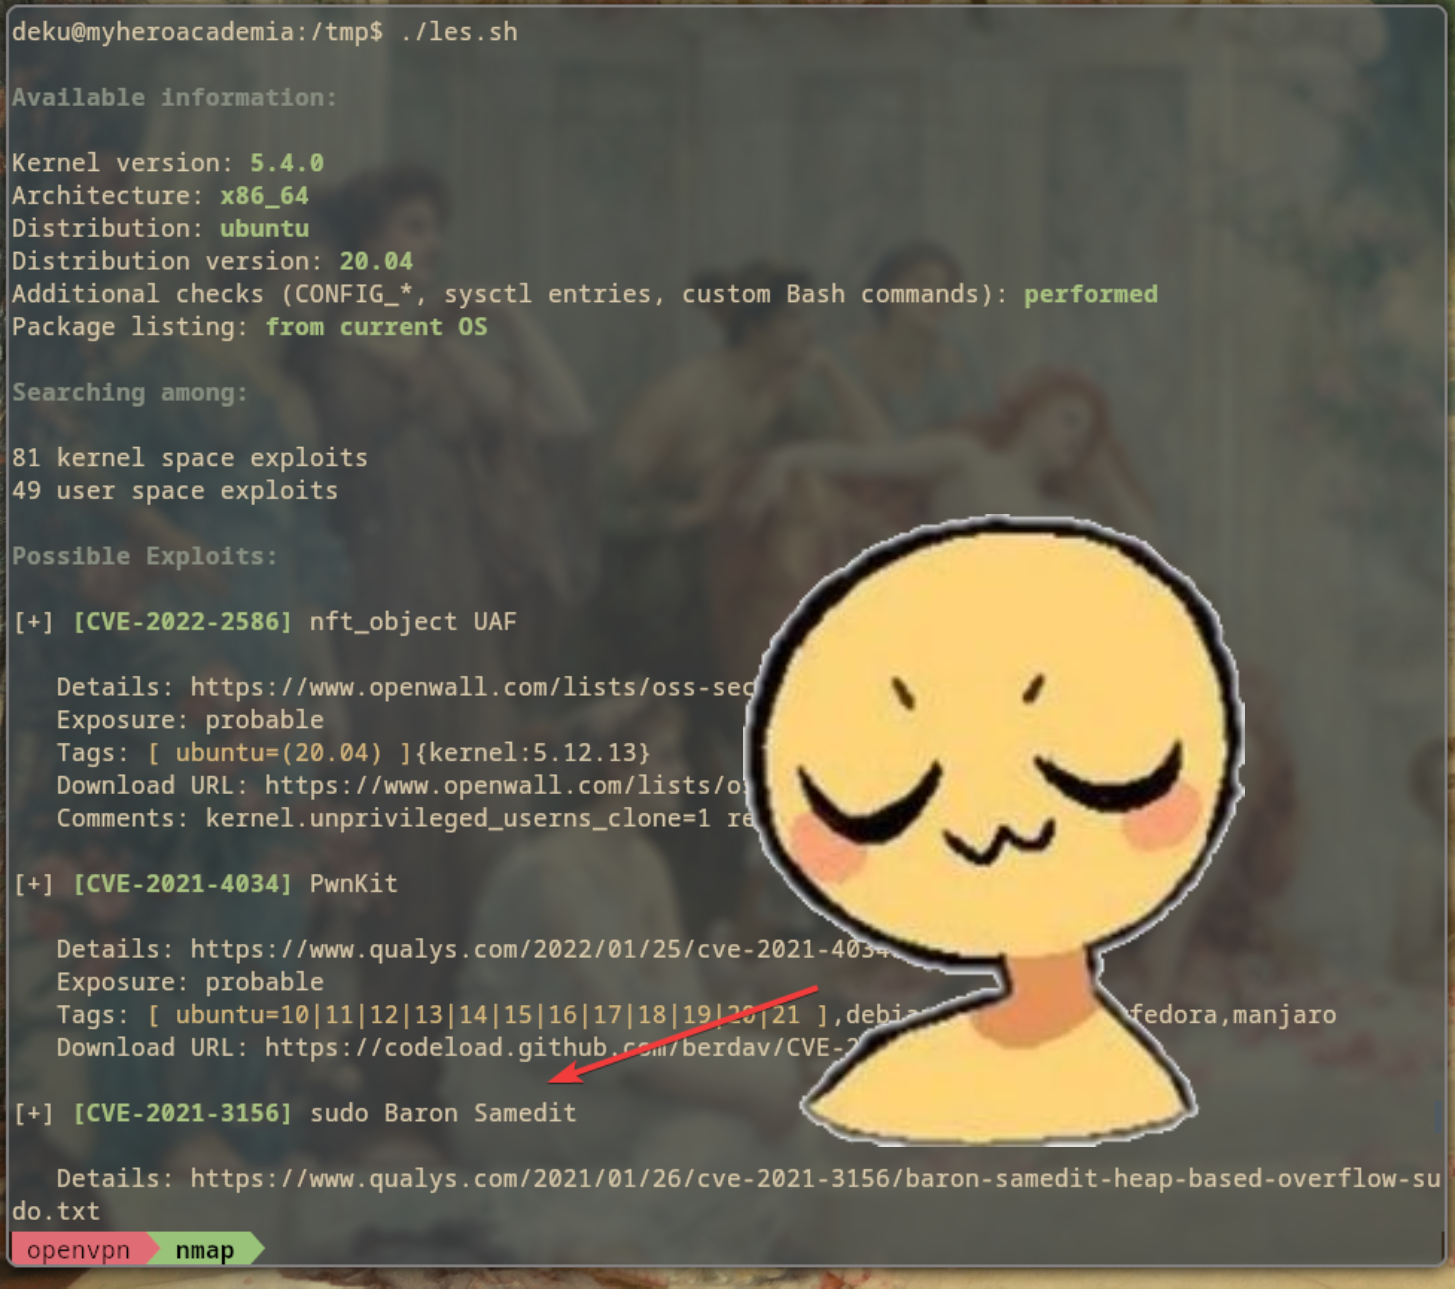 deku@myheroacademia:/tmp$ ./les.sh
Available information:
Kernel version: 5.4.0
Architecture: x86_64
Distribution: ubuntu
Distribution version: 20.04
Additional checks (CONFIG_*, sysctl entries, custom Bash commands): performed
Package listing: from current OS
Searching among:
81 kernel space exploits
49 user space exploits
Possible Exploits:
[+] [CVE-2022-2586] nft_object UAF
Details: https://www.openwall.com/lists/oss-sec
Exposure: probable
Tags: [ ubuntu=(20.04) ]{kernel:5.12.13}
Download URL: https://www.openwall.com/lists/os
Comments: kernel.unprivileged_userns_clone=1 re
[+] [CVE-2021-4034] PwnKit
Details: https://www.qualys.com/2022/01/25/cve-2021-4034
Exposure: probable
Tags: [ ubuntu=10|11|12|13|14|15|16|17|18|19|20|21 ],debia fedora,manjaro
Download URL: https://codeload.github.com/berdav/CVE-2
[+] [CVE-2021-3156] sudo Baron Samedit
Details: https://www.qualys.com/2021/01/26/cve-2021-3156/baron-samedit-heap-based-overflow-su
do.txt
openvpn nmap